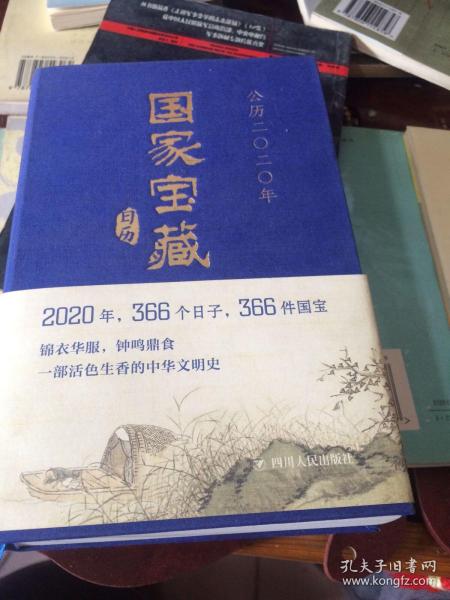 公历二〇二〇年
国家宝藏
日历
2020年，366个日子，366件国宝
锦衣华服，钟鸣鼎食
一部活色生香的中华文明史
四川人民出版社
孔夫子旧书网
www.kongfz.com